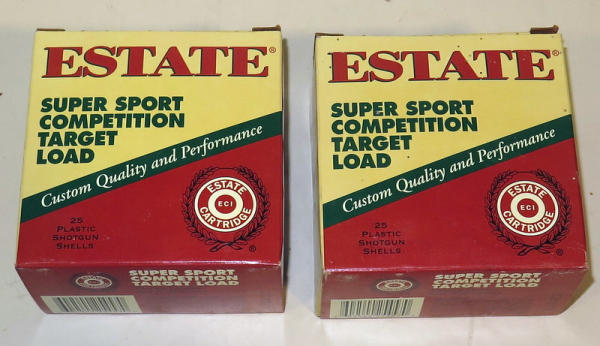 ESTATE®
SUPER SPORT
COMPETITION
TARGET
LOAD
Custom Quality and Performance
25
PLASTIC
SHOTGUN
SHELLS
ESTATE
ECI
CARTRIDGE
®
SUPER SPORT
COMPETITION
TARGET LOAD
ESTATE®
SUPER SPORT
COMPETITION
TARGET
LOAD
Custom Quality and Performance
25
PLASTIC
SHOTGUN
SHELLS
ESTATE
ECI
CARTRIDGE
®
SUPER SPORT
COMPETITION
TARGET LOAD